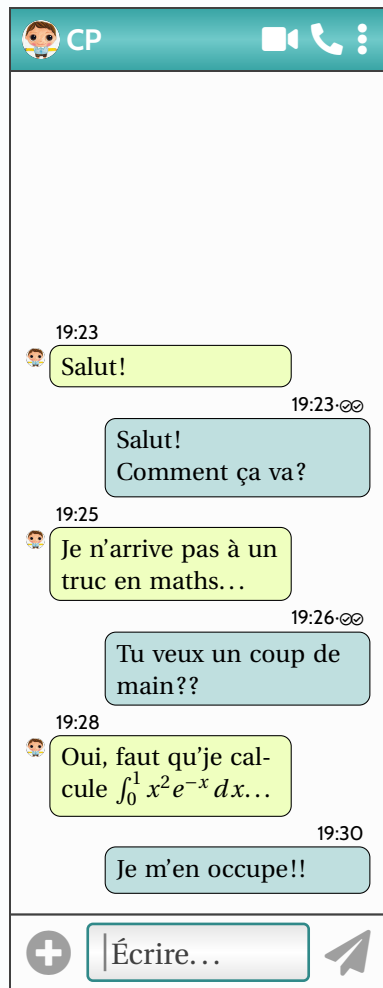 CP
19:23
Salut!
19:23
Salut!
Comment ça va?
19:25
Je n'arrive pas à un
truc en maths...
19:26
Tu veux un coup de
main??
19:28
Oui, faut qu'je cal-
cule ∫₀¹ x²e⁻ˣ dx...
19:30
Je m'en occupe!!
Écrire...